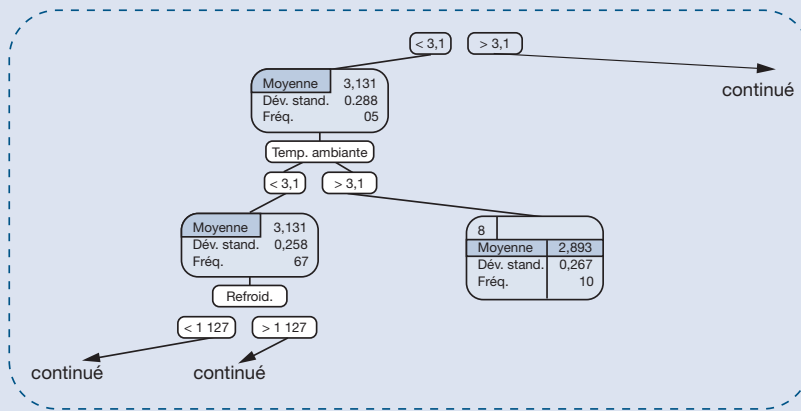 < 3,1 > 3,1
continué
Moyenne 3,131
Dév. stand. 0.288
Fréq. 05
Temp. ambiante
< 3,1 > 3,1
Moyenne 3,131
Dév. stand. 0,258
Fréq. 67
8
Moyenne 2,893
Dév. stand. 0,267
Fréq. 10
Refroid.
< 1 127 > 1 127
continué continué